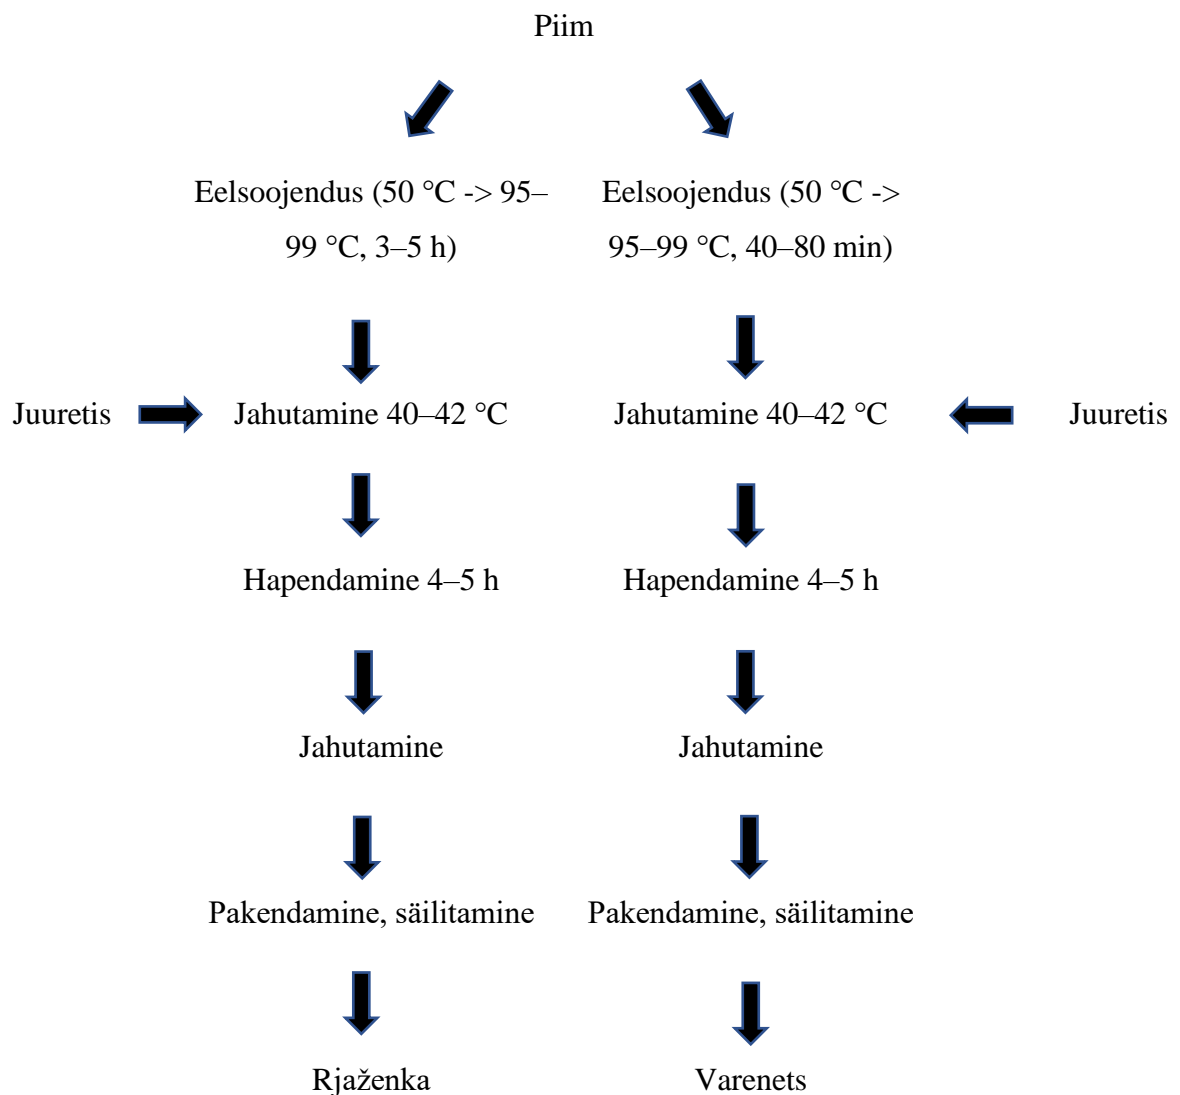 Piim
Eelsoojendus (50 °C -> 95–
99 °C, 3–5 h)
Eelsoojendus (50 °C ->
95–99 °C, 40–80 min)
Juuretis
Jahutamine 40–42 °C
Jahutamine 40–42 °C
Juuretis
Hapendamine 4–5 h
Hapendamine 4–5 h
Jahutamine
Jahutamine
Pakendamine, säilitamine
Pakendamine, säilitamine
Rjaženka
Varenets